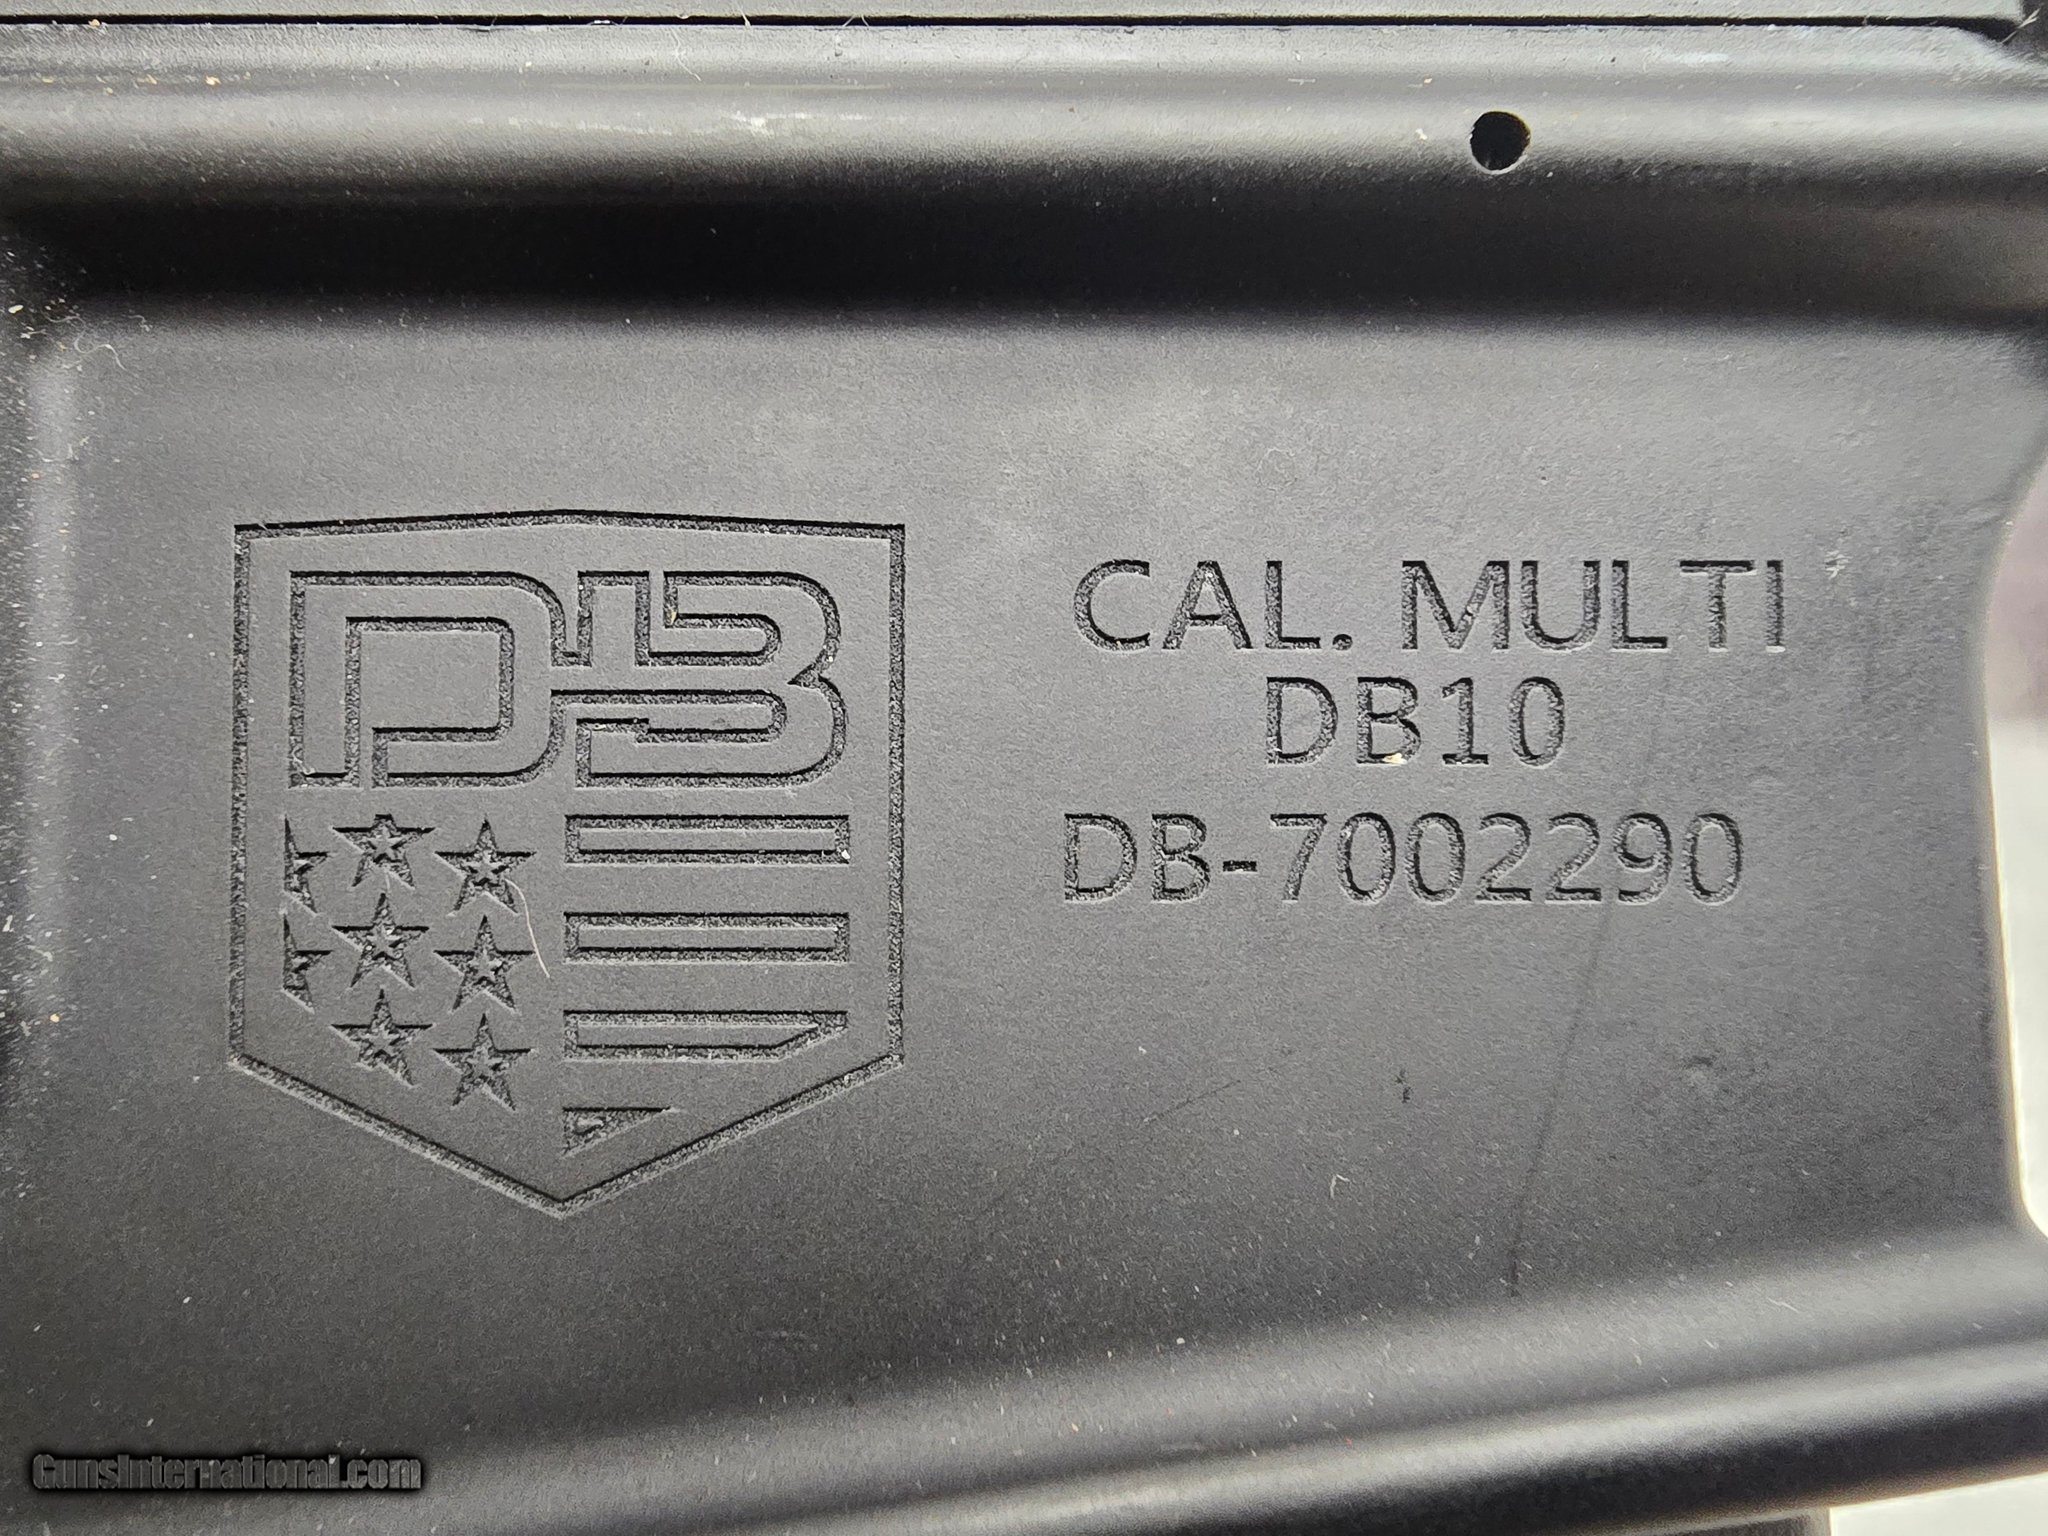 DB
CAL. MULTI
DB10
DB-7002290
GunsInternational.com